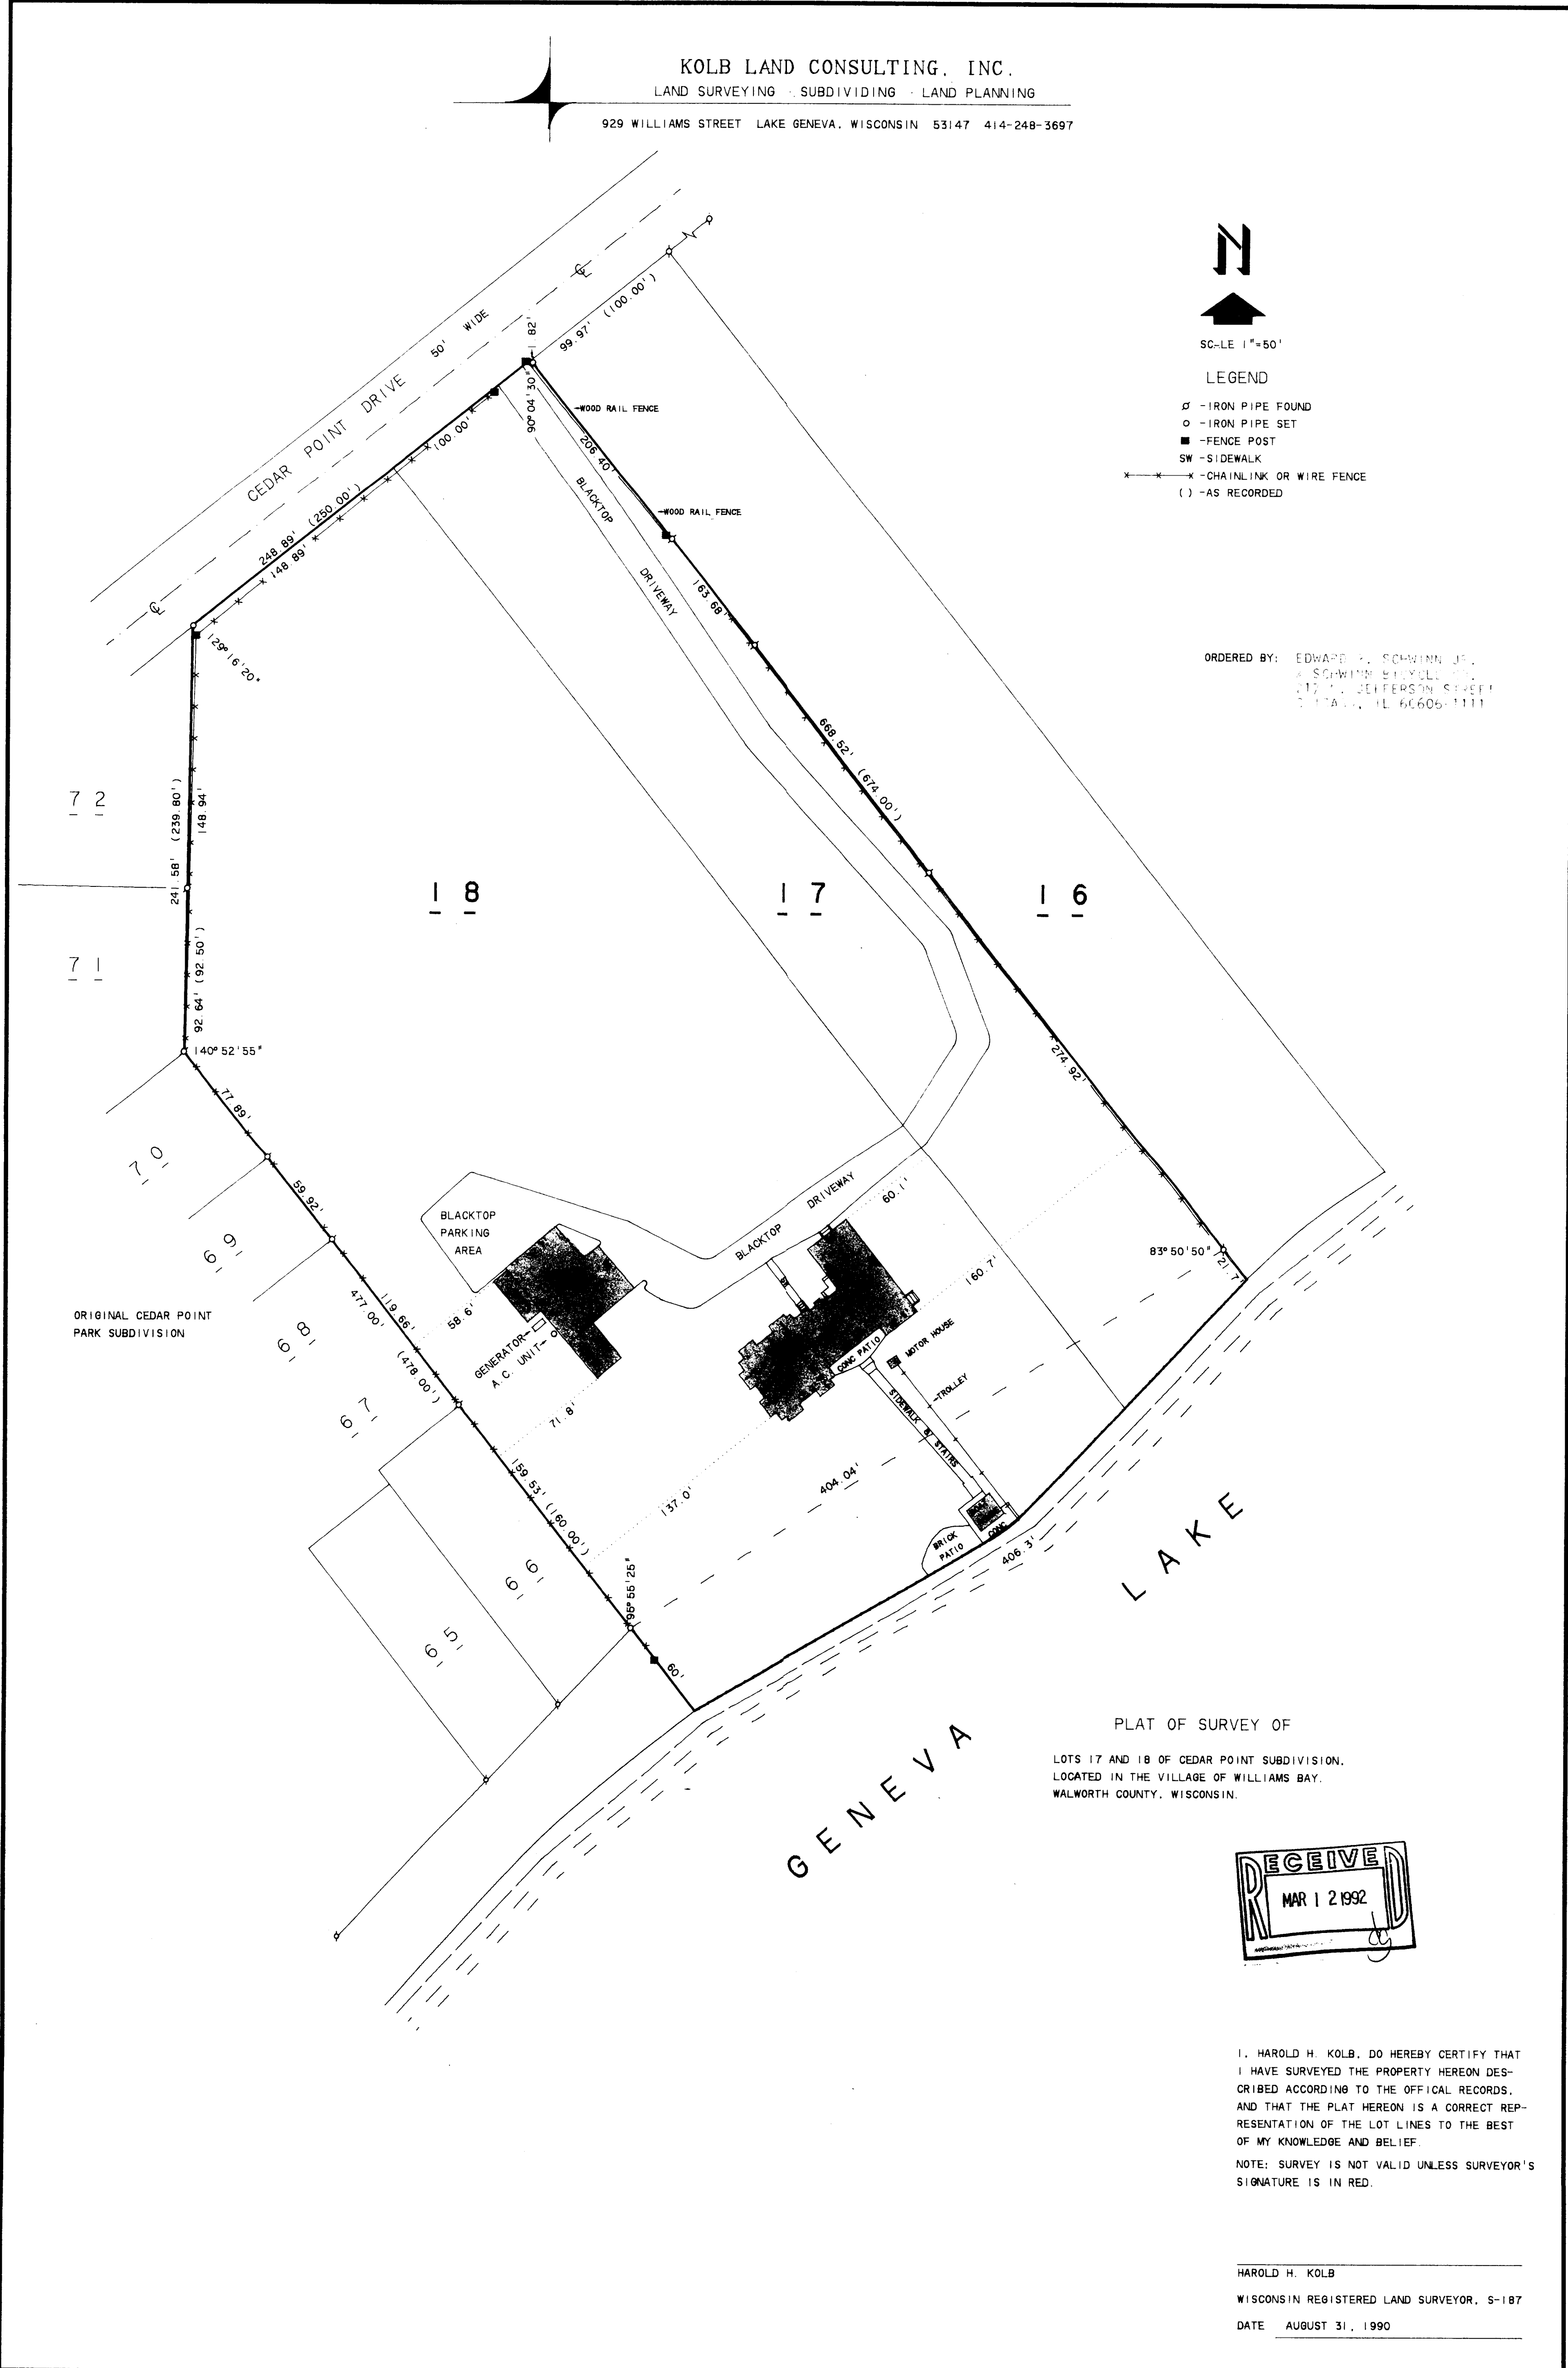 KOLB LAND CONSULTING, INC.
LAND SURVEYING · SUBDIVIDING · LAND PLANNING
929 WILLIAMS STREET LAKE GENEVA, WISCONSIN 53147 414-248-3697
N
SCALE 1"=50'
LEGEND
-IRON PIPE FOUND
-IRON PIPE SET
-FENCE POST
SW -SIDEWALK
-CHAINLINK OR WIRE FENCE
( ) -AS RECORDED
ORDERED BY: EDWARD SCHWINN JR.
SCHWINN BICYCLE
JEFFERSON STREET
IL 60606-1111
CEDAR POINT DRIVE 50' WIDE
1.82'
99.97' (100.00')
90°04'30"
100.00'
248.89' (250.00')
148.89'
129°16'20"
WOOD RAIL FENCE
206.40'
WOOD RAIL FENCE
BLACKTOP DRIVEWAY
163.68'
668.52' (674.00')
274.92'
241.58' (239.80')
148.94'
92.64' (92.50')
140°52'55"
72
71
18
17
16
70
69
68
67
66
65
77.89'
59.92'
119.66'
477.00' (478.00')
159.53' (160.00')
ORIGINAL CEDAR POINT
PARK SUBDIVISION
BLACKTOP
PARKING
AREA
BLACKTOP DRIVEWAY
60.1'
160.7'
83°50'50"
21.7'
58.6'
GENERATOR
A.C. UNIT
71.8'
137.0'
SW
CONC PATIO
MOTOR HOUSE
TROLLEY
SIDEWALK & STAIRS
404.04'
BRICK
PATIO
CONC
406.3'
96°55'25"
60'
GENEVA LAKE
PLAT OF SURVEY OF
LOTS 17 AND 18 OF CEDAR POINT SUBDIVISION,
LOCATED IN THE VILLAGE OF WILLIAMS BAY,
WALWORTH COUNTY, WISCONSIN.
RECEIVED
MAR 12 1992
I, HAROLD H. KOLB, DO HEREBY CERTIFY THAT
I HAVE SURVEYED THE PROPERTY HEREON DES-
CRIBED ACCORDING TO THE OFFICAL RECORDS,
AND THAT THE PLAT HEREON IS A CORRECT REP-
RESENTATION OF THE LOT LINES TO THE BEST
OF MY KNOWLEDGE AND BELIEF.
NOTE: SURVEY IS NOT VALID UNLESS SURVEYOR'S
SIGNATURE IS IN RED.
HAROLD H. KOLB
WISCONSIN REGISTERED LAND SURVEYOR, S-187
DATE AUGUST 31, 1990